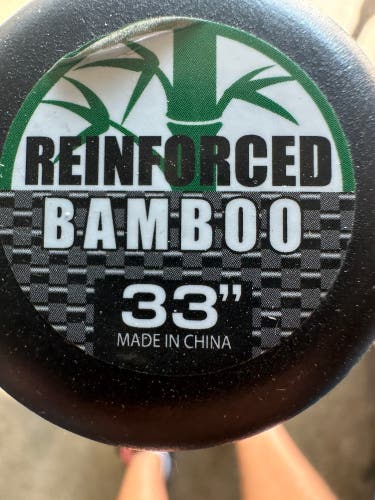 REINFORCED
BAMBOO
33”
MADE IN CHINA